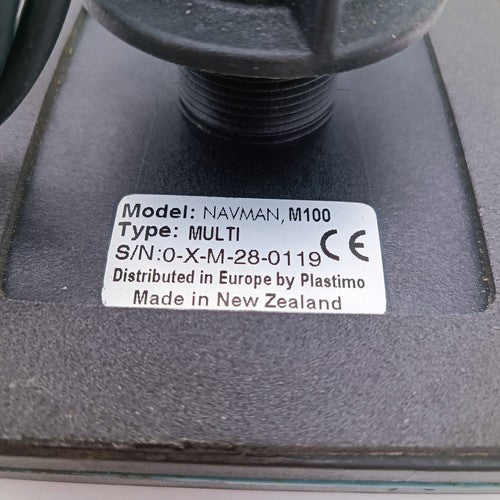 Model: NAVMAN, M100
Type: MULTI
S/N:0-X-M-28-0119 CE
Distributed in Europe by Plastimo
Made in New Zealand